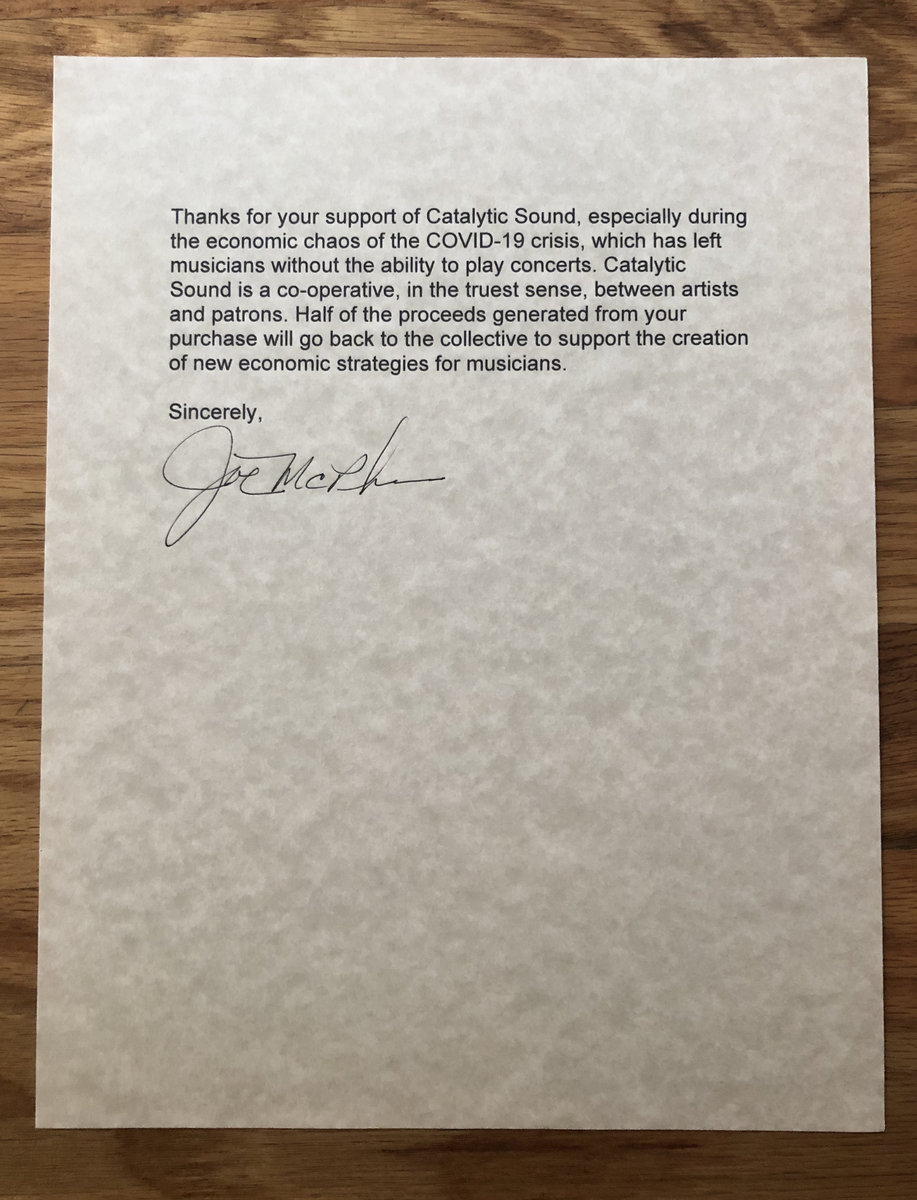 Thanks for your support of Catalytic Sound, especially during
the economic chaos of the COVID-19 crisis, which has left
musicians without the ability to play concerts. Catalytic
Sound is a co-operative, in the truest sense, between artists
and patrons. Half of the proceeds generated from your
purchase will go back to the collective to support the creation
of new economic strategies for musicians.
Sincerely,
Joe McPhee